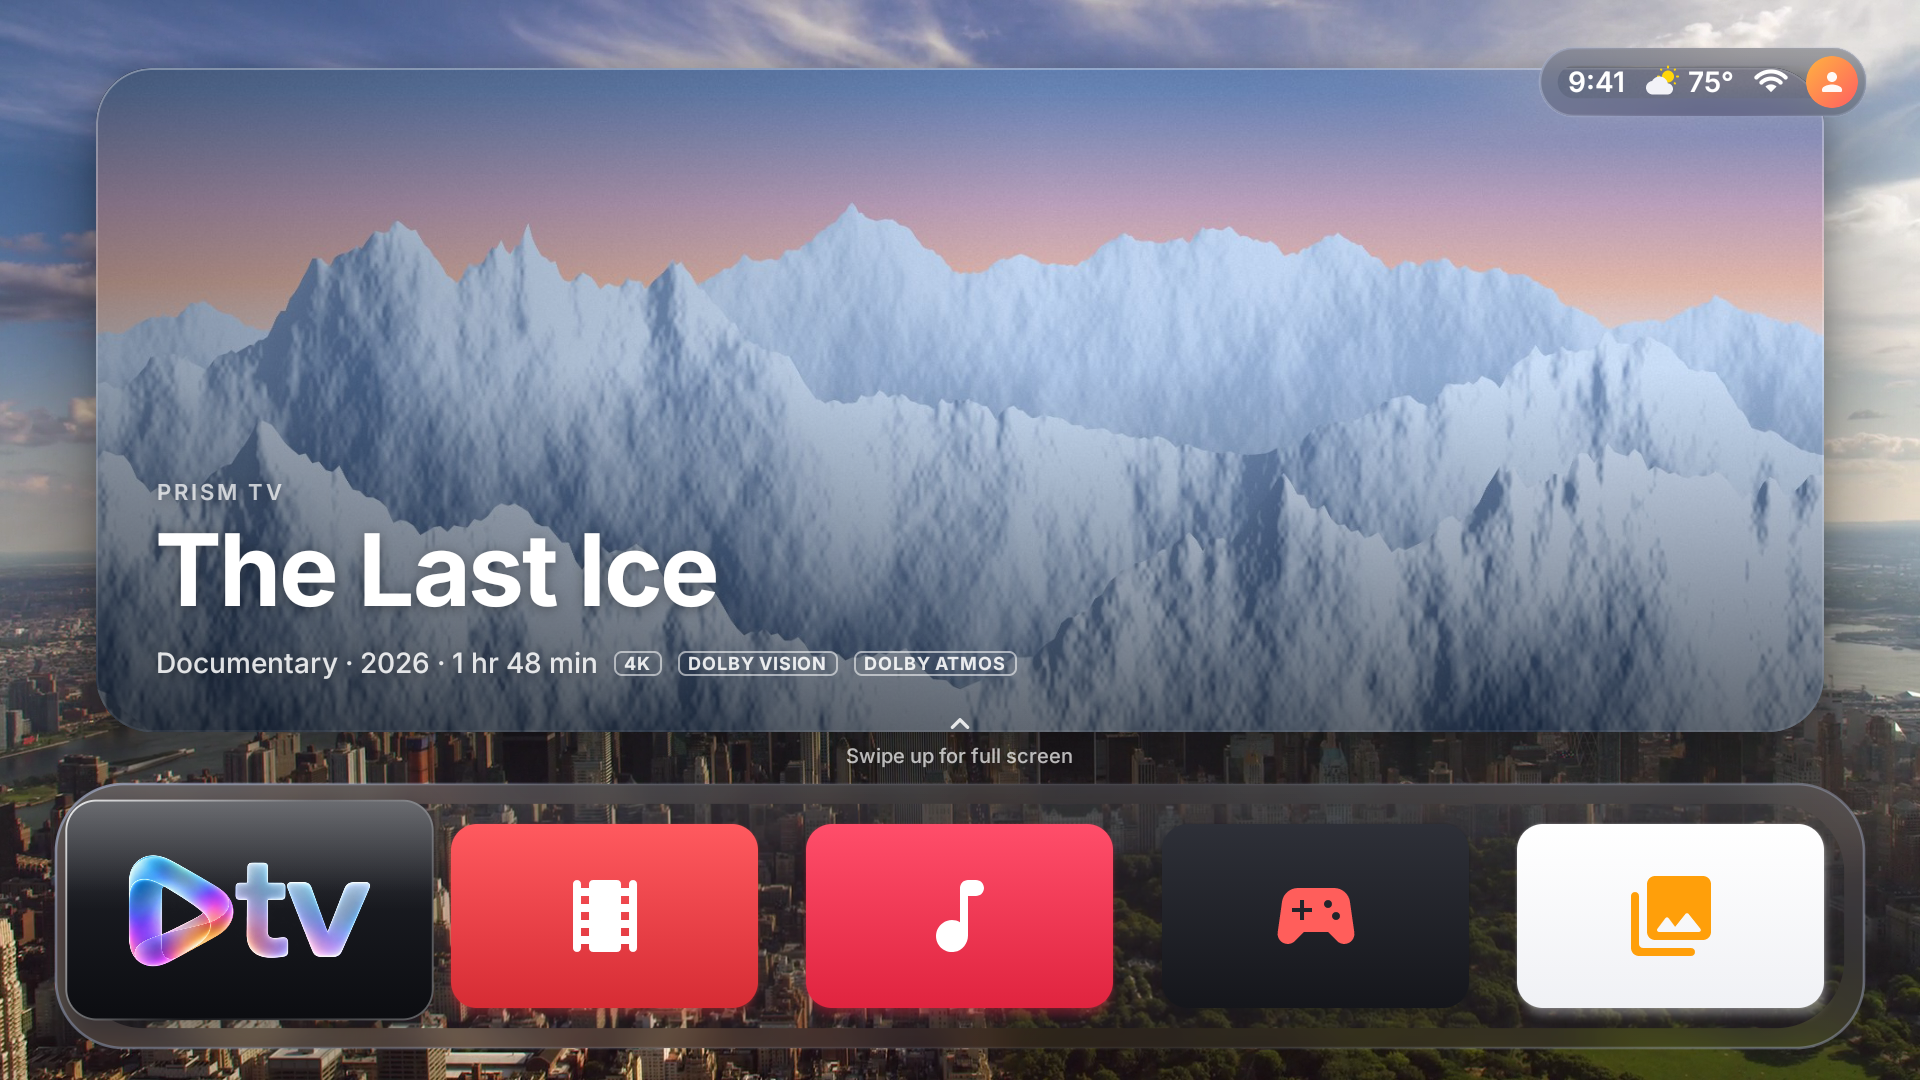 9:41 75°
PRISM TV
The Last Ice
Documentary · 2026 · 1 hr 48 min 4K DOLBY VISION DOLBY ATMOS
Swipe up for full screen
tv